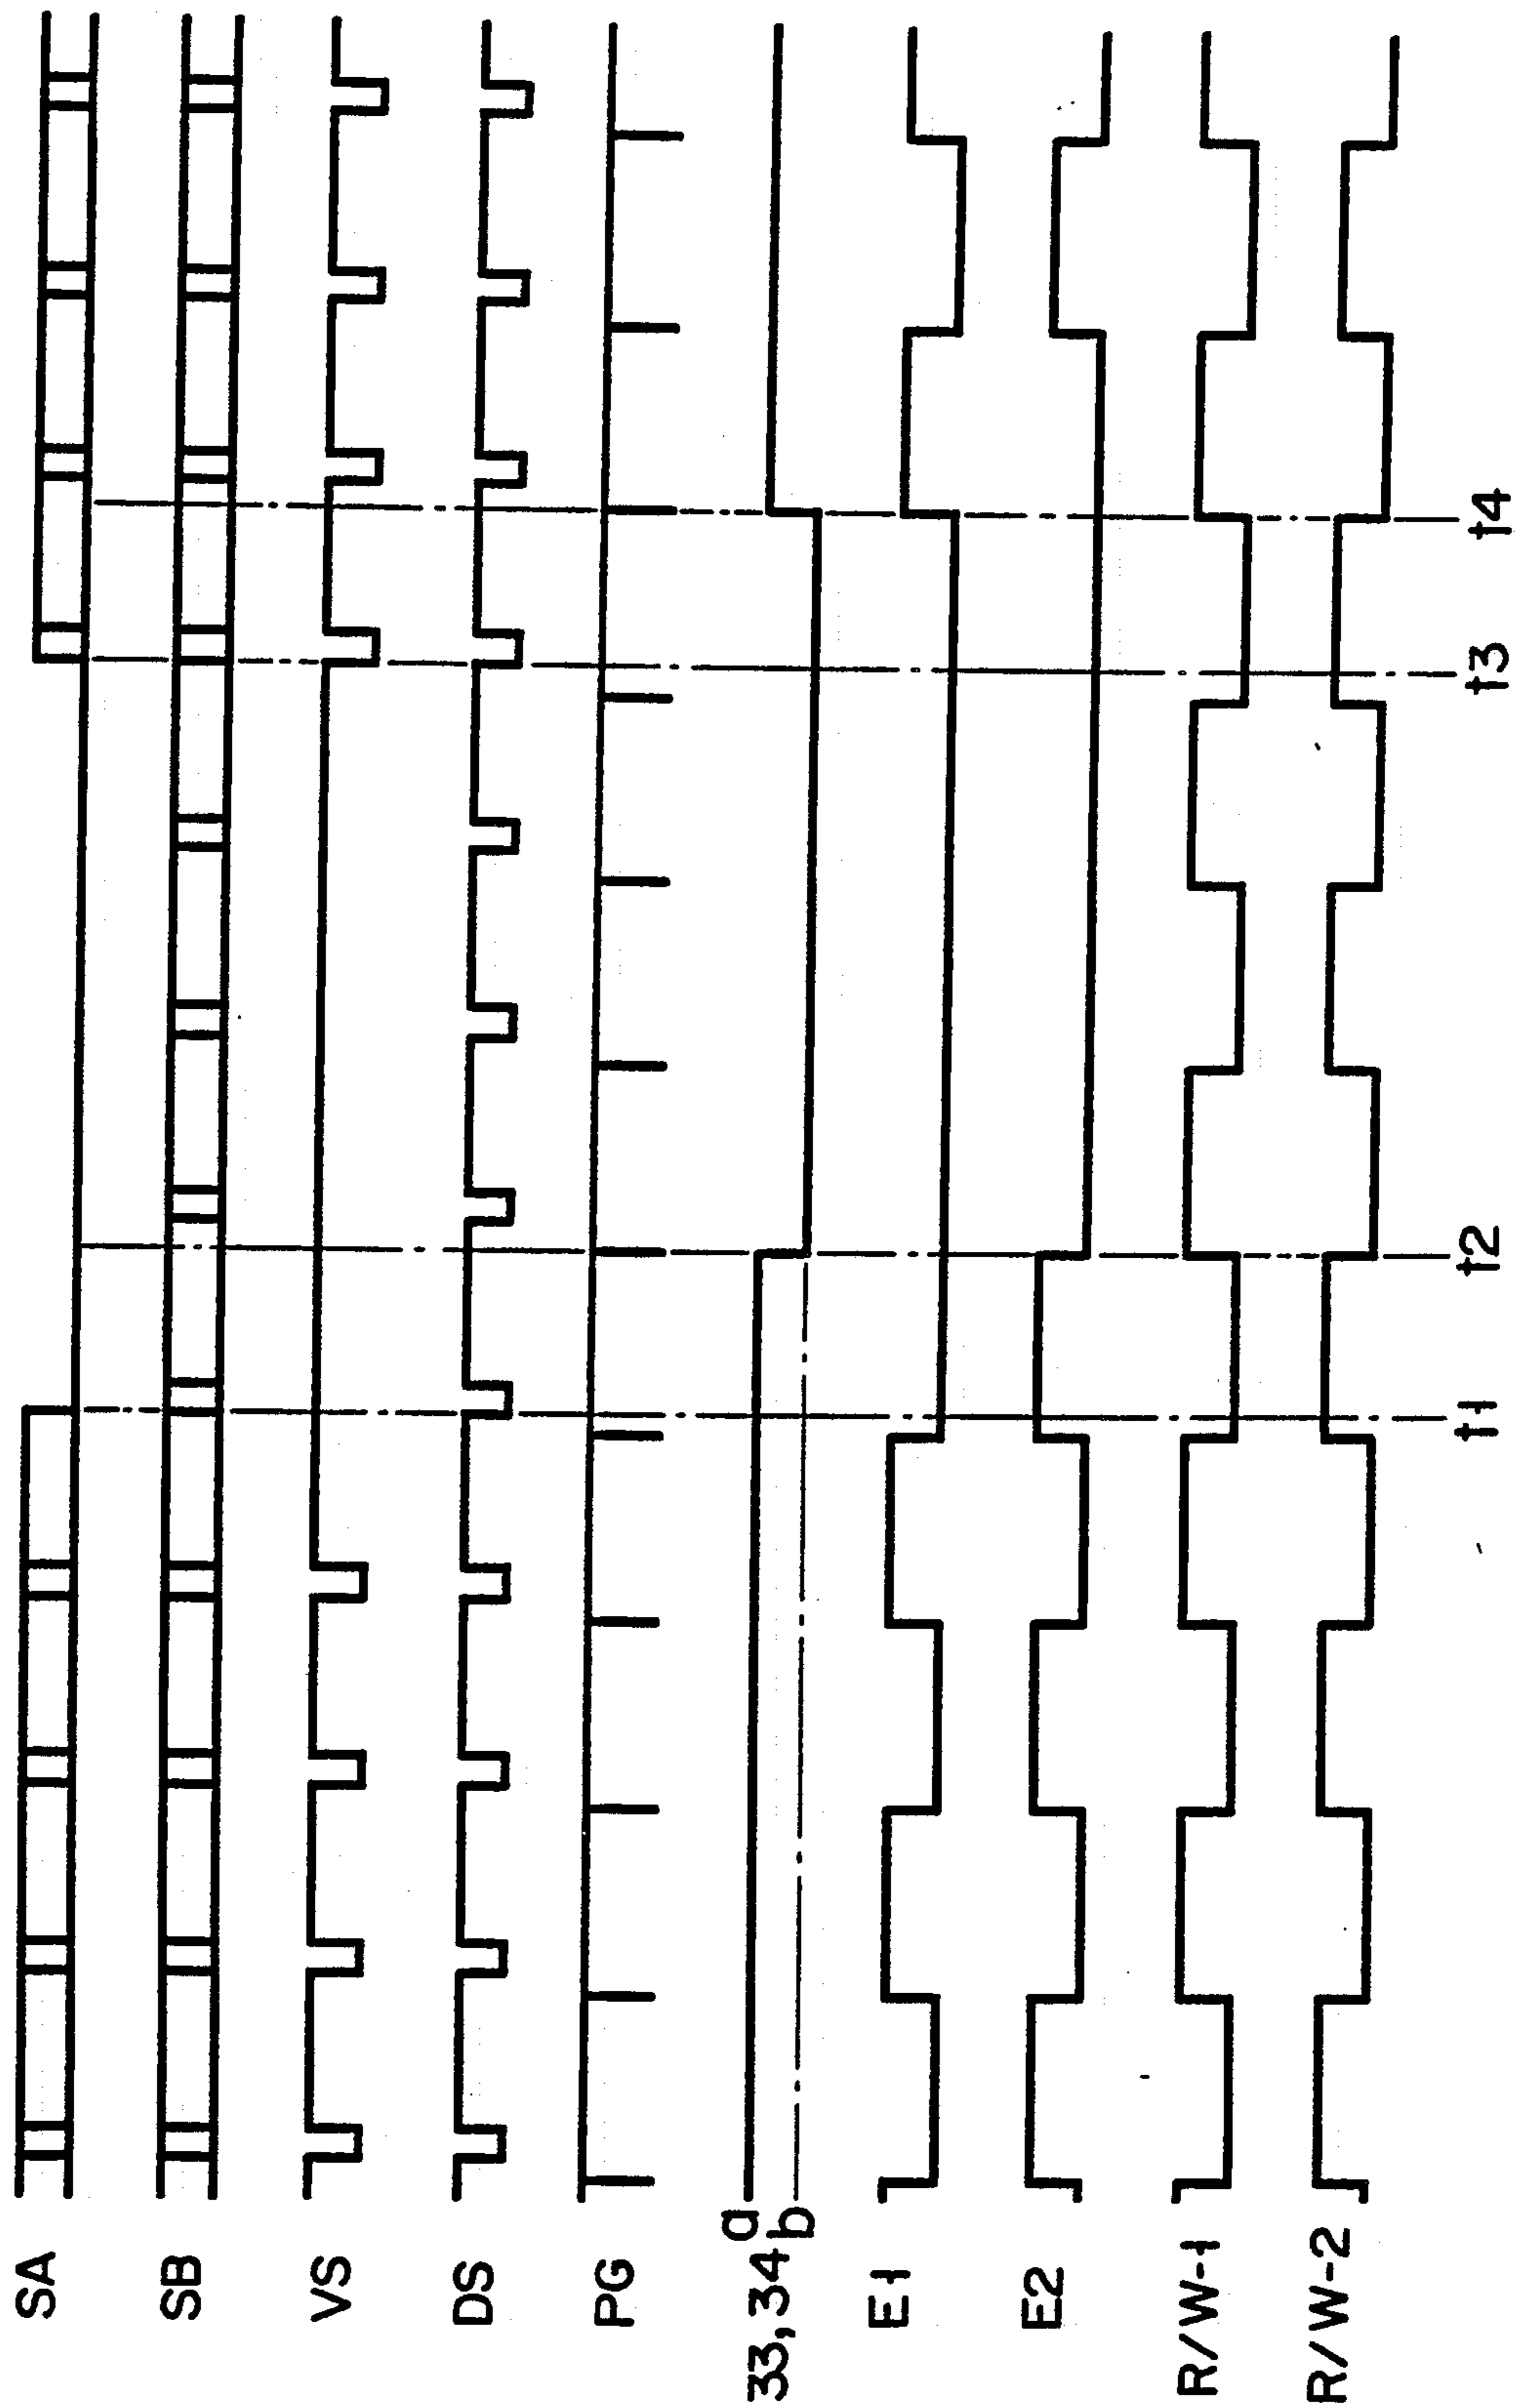 SA
SB
VS
DS
PG
33, 34 a
b
E1
E2
R/W-1
R/W-2
t1 t2 t3 t4